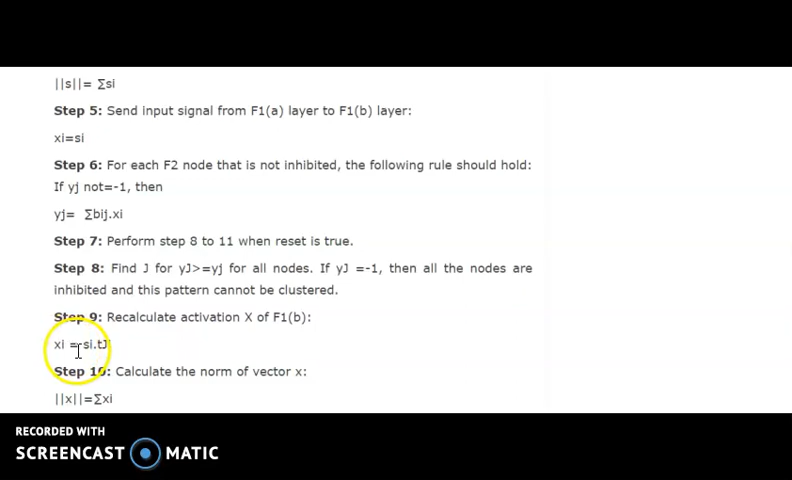 ||s||= ∑si
Step 5: Send input signal from F1(a) layer to F1(b) layer:
xi=si
Step 6: For each F2 node that is not inhibited, the following rule should hold:
If yj not=-1, then
yj=  ∑bij.xi
Step 7: Perform step 8 to 11 when reset is true.
Step 8: Find J for yJ>=yj for all nodes. If yJ =-1, then all the nodes are
inhibited and this pattern cannot be clustered.
Step 9: Recalculate activation X of F1(b):
xi = si.tJi
Step 10: Calculate the norm of vector x:
||x||=∑xi
RECORDED WITH
SCREENCAST MATIC